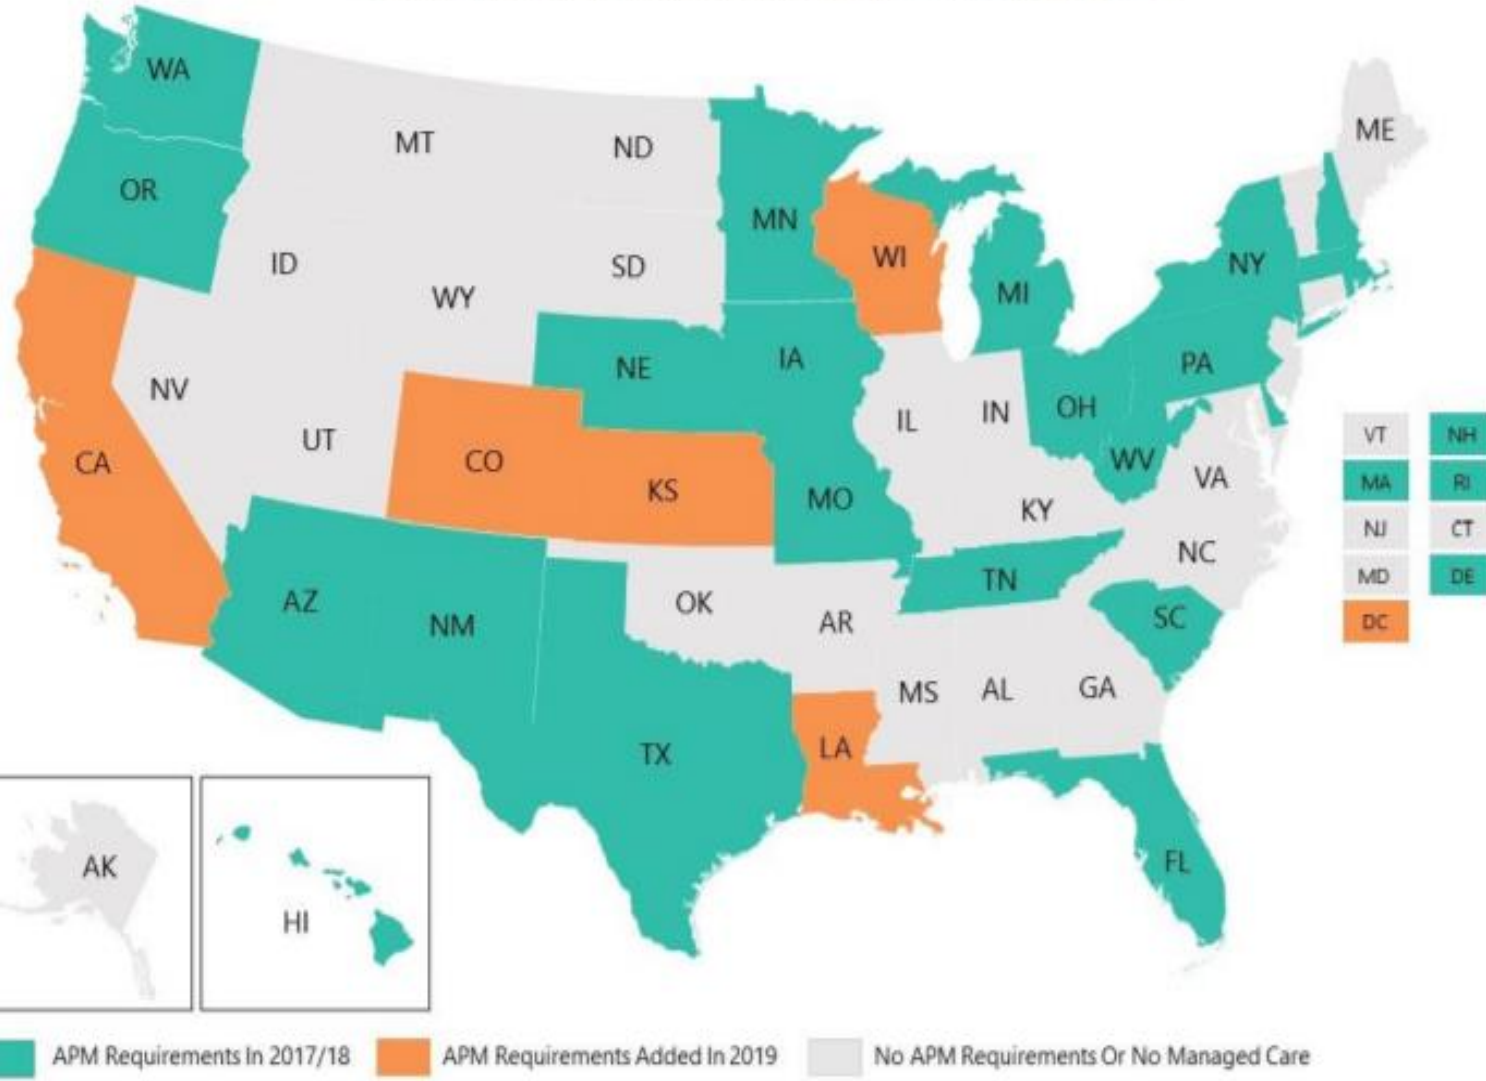 WA
MT
ND
ME
OR
MN
ID
SD
WI
NY
WY
MI
NE
IA
PA
NV
IL
IN
OH
UT
CA
CO
KS
MO
WV
VA
KY
NC
AZ
NM
OK
TN
AR
SC
MS
AL
GA
TX
LA
FL
AK
HI
VT NH
MA RI
NJ CT
MD DE
DC
APM Requirements In 2017/18 APM Requirements Added In 2019 No APM Requirements Or No Managed Care